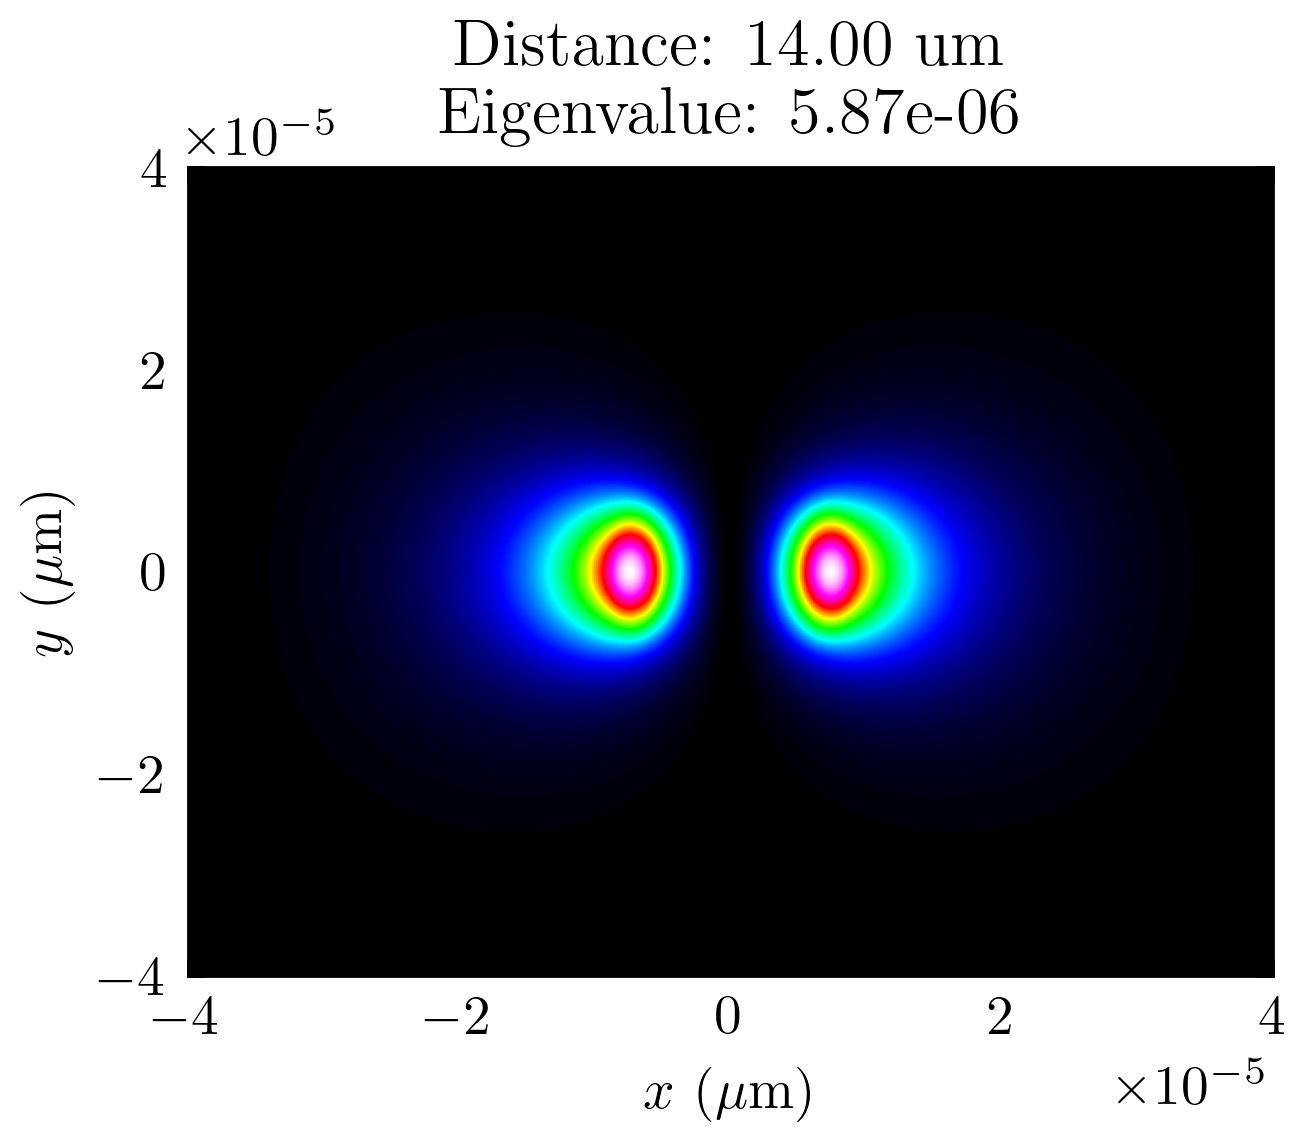 Distance: 14.00 um
Eigenvalue: 5.87e-06
×10⁻⁵
4
2
0
−2
−4
y (μm)
−4 −2 0 2 4
x (μm)
×10⁻⁵